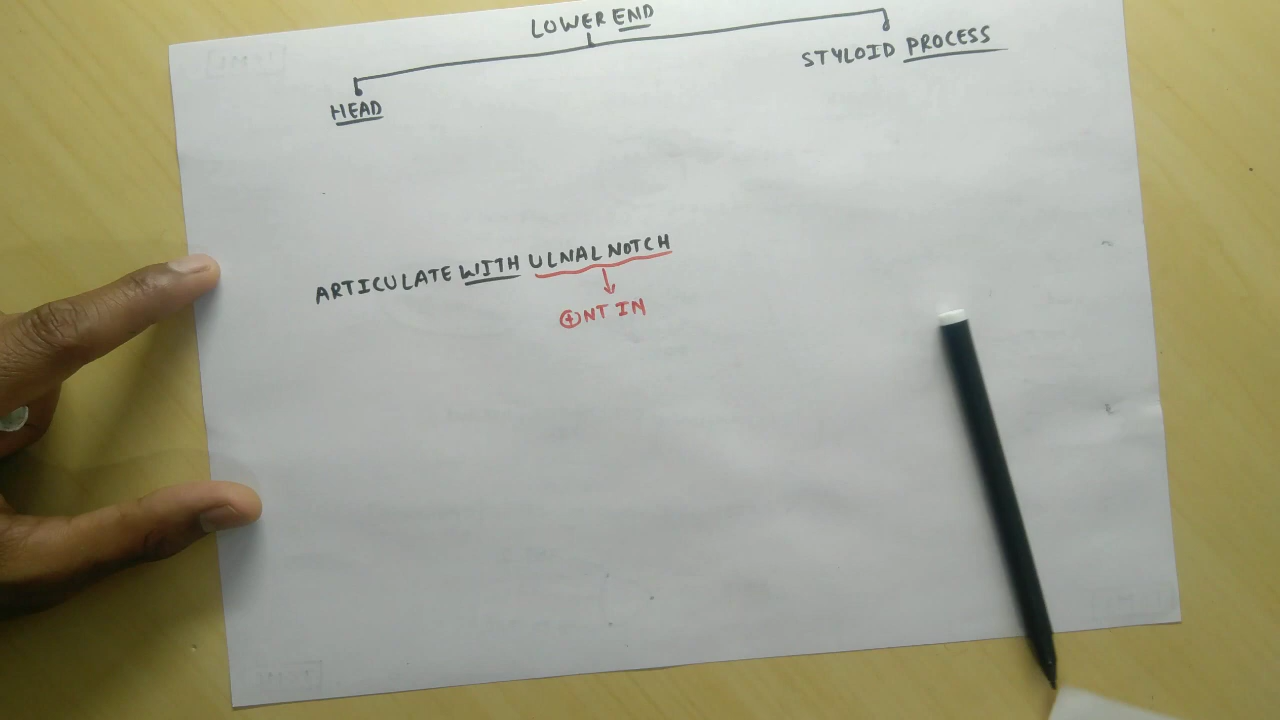 LOWER END
STYLOID PROCESS
HEAD
ARTICULATE WITH ULNAL NOTCH
⊕NT IN